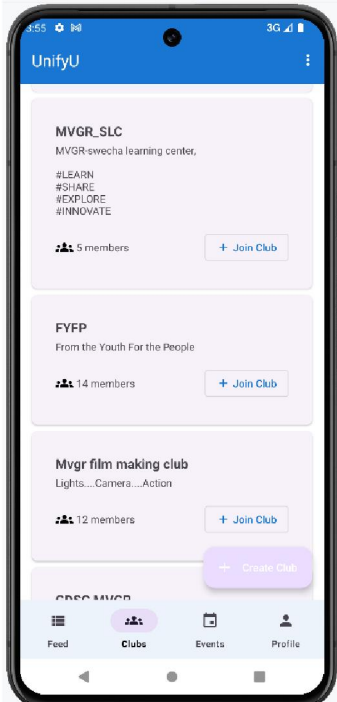 3:55 3G
UnifyU
MVGR_SLC
MVGR-swecha learning center,
#LEARN
#SHARE
#EXPLORE
#INNOVATE
5 members
+ Join Club
FYFP
From the Youth For the People
14 members
+ Join Club
Mvgr film making club
Lights....Camera....Action
12 members
+ Join Club
+ Create Club
GDSC MVGR
Feed Clubs Events Profile